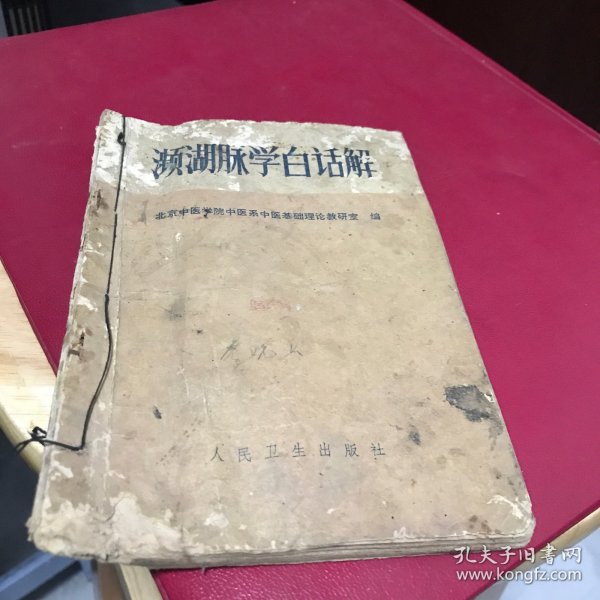 濒湖脉学白话解
北京中医学院中医系中医基础理论教研室 编
人民卫生出版社
孔夫子旧书网
www.kongfz.com